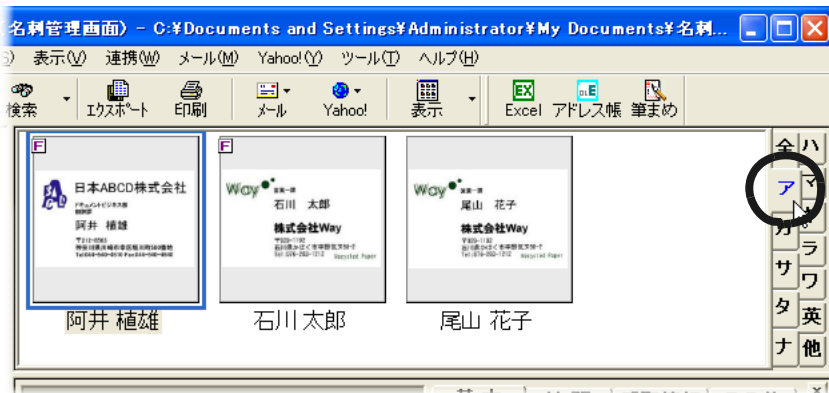 名刺管理画面〉 - C:¥Documents and Settings¥Administrator¥My Documents¥名刺...
表示(V) 連携(W) メール(M) Yahoo!(Y) ツール(T) ヘルプ(H)
検索 エクスポート 印刷 メール Yahoo! 表示 Excel アドレス帳 筆まめ
F
日本ABCD株式会社
阿井 植雄
阿井 植雄
F
Way
石川 太郎
株式会社Way
Recycled Paper
石川 太郎
Way
尾山 花子
株式会社Way
Recycled Paper
尾山 花子
全
ア
カ
サ
タ
ナ
ハ
マ
ラ
ワ
英
他